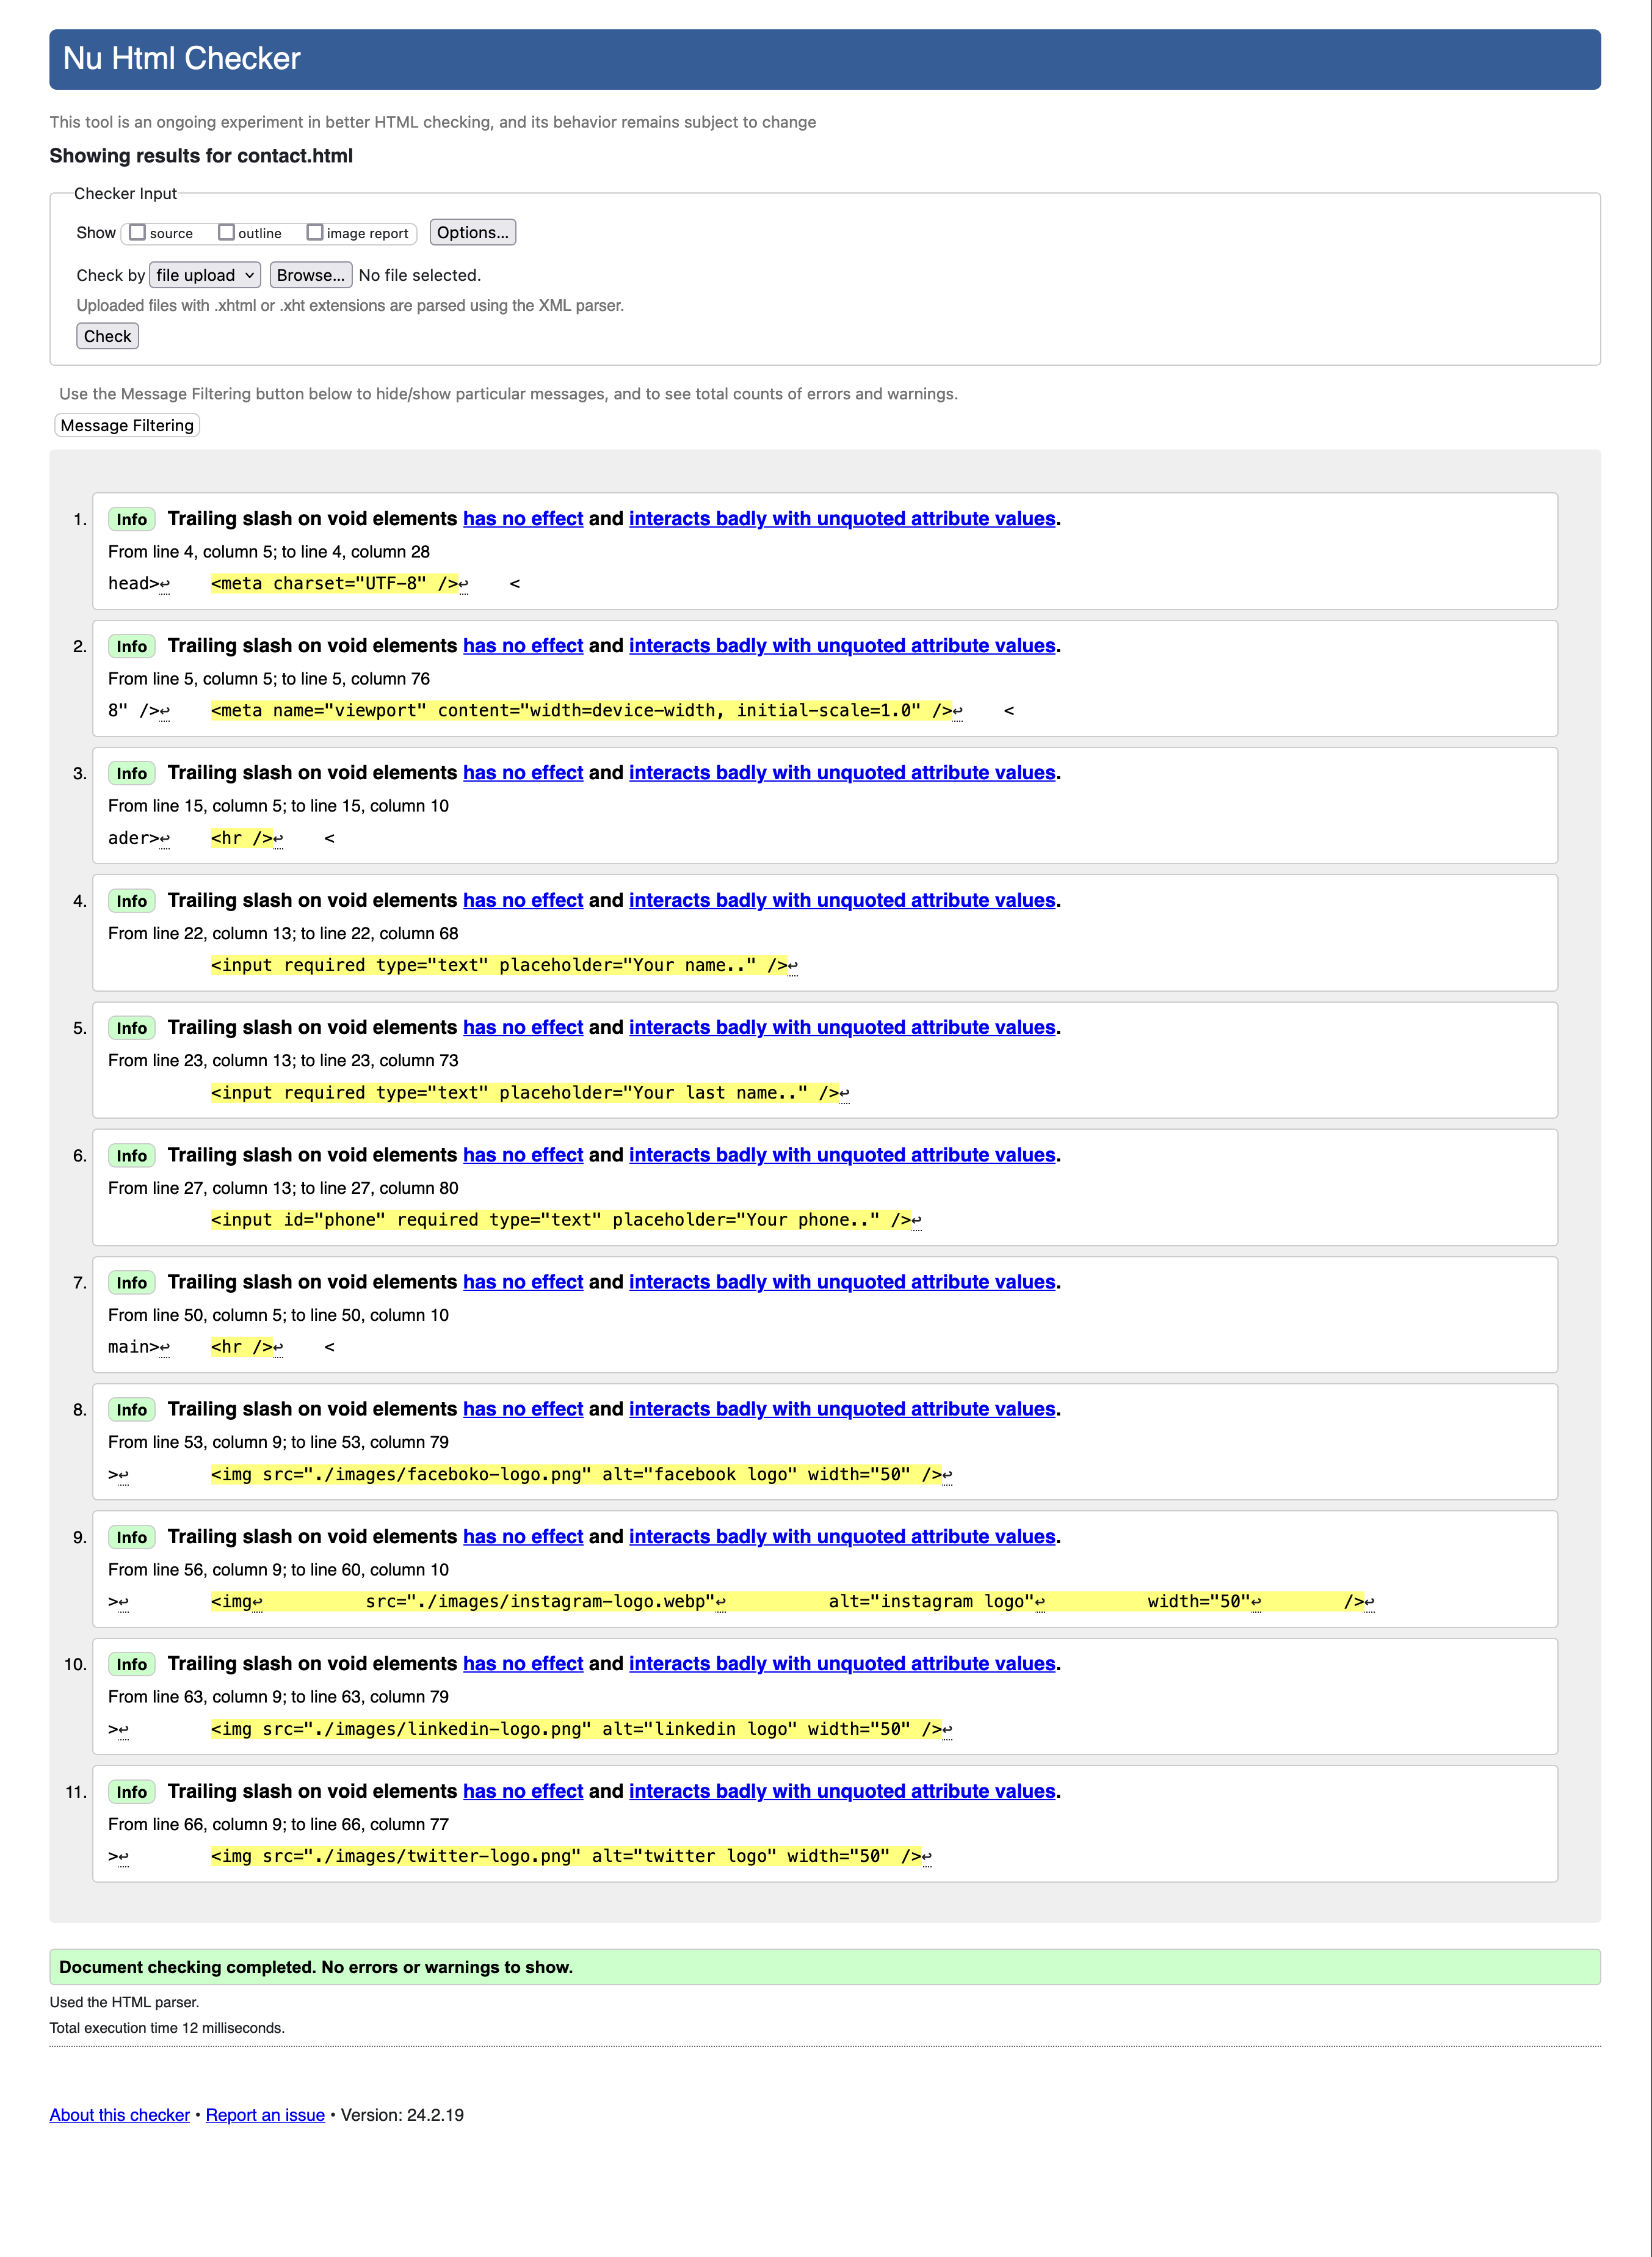 Nu Html Checker
This tool is an ongoing experiment in better HTML checking, and its behavior remains subject to change
Showing results for contact.html
Checker Input
Show source outline image report Options...
Check by file upload Browse... No file selected.
Uploaded files with .xhtml or .xht extensions are parsed using the XML parser.
Check
Use the Message Filtering button below to hide/show particular messages, and to see total counts of errors and warnings.
Message Filtering
1. Info Trailing slash on void elements has no effect and interacts badly with unquoted attribute values.
From line 4, column 5; to line 4, column 28
head>↩ <meta charset="UTF-8" />↩ <
2. Info Trailing slash on void elements has no effect and interacts badly with unquoted attribute values.
From line 5, column 5; to line 5, column 76
8" />↩ <meta name="viewport" content="width=device-width, initial-scale=1.0" />↩ <
3. Info Trailing slash on void elements has no effect and interacts badly with unquoted attribute values.
From line 15, column 5; to line 15, column 10
ader>↩ <hr />↩ <
4. Info Trailing slash on void elements has no effect and interacts badly with unquoted attribute values.
From line 22, column 13; to line 22, column 68
<input required type="text" placeholder="Your name.." />↩
5. Info Trailing slash on void elements has no effect and interacts badly with unquoted attribute values.
From line 23, column 13; to line 23, column 73
<input required type="text" placeholder="Your last name.." />↩
6. Info Trailing slash on void elements has no effect and interacts badly with unquoted attribute values.
From line 27, column 13; to line 27, column 80
<input id="phone" required type="text" placeholder="Your phone.." />↩
7. Info Trailing slash on void elements has no effect and interacts badly with unquoted attribute values.
From line 50, column 5; to line 50, column 10
main>↩ <hr />↩ <
8. Info Trailing slash on void elements has no effect and interacts badly with unquoted attribute values.
From line 53, column 9; to line 53, column 79
>↩ <img src="./images/faceboko-logo.png" alt="facebook logo" width="50" />↩
9. Info Trailing slash on void elements has no effect and interacts badly with unquoted attribute values.
From line 56, column 9; to line 60, column 10
>↩ <img↩ src="./images/instagram-logo.webp"↩ alt="instagram logo"↩ width="50"↩ />↩
10. Info Trailing slash on void elements has no effect and interacts badly with unquoted attribute values.
From line 63, column 9; to line 63, column 79
>↩ <img src="./images/linkedin-logo.png" alt="linkedin logo" width="50" />↩
11. Info Trailing slash on void elements has no effect and interacts badly with unquoted attribute values.
From line 66, column 9; to line 66, column 77
>↩ <img src="./images/twitter-logo.png" alt="twitter logo" width="50" />↩
Document checking completed. No errors or warnings to show.
Used the HTML parser.
Total execution time 12 milliseconds.
About this checker • Report an issue • Version: 24.2.19